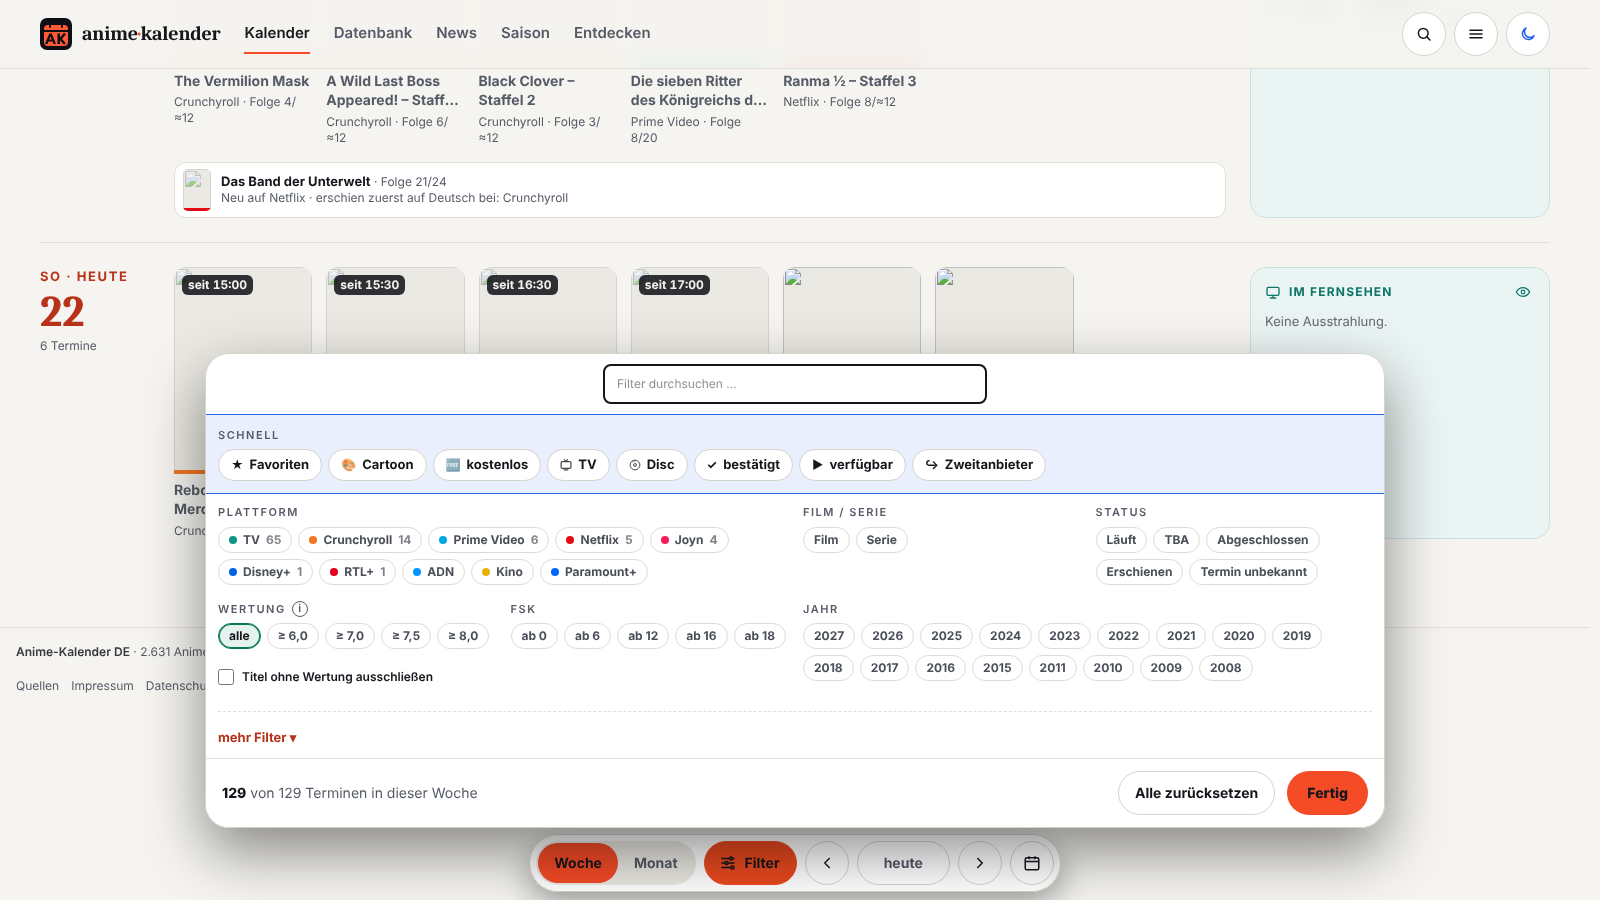 AK anime·kalender Kalender Datenbank News Saison Entdecken
The Vermilion Mask
Crunchyroll · Folge 4/
≈12
A Wild Last Boss
Appeared! – Staff…
Crunchyroll · Folge 6/
≈12
Black Clover –
Staffel 2
Crunchyroll · Folge 3/
≈12
Die sieben Ritter
des Königreichs d…
Prime Video · Folge
8/20
Ranma ½ – Staffel 3
Netflix · Folge 8/≈12
Das Band der Unterwelt · Folge 21/24
Neu auf Netflix · erschien zuerst auf Deutsch bei: Crunchyroll
SO · HEUTE
22
6 Termine
seit 15:00
seit 15:30
seit 16:30
seit 17:00
IM FERNSEHEN
Keine Ausstrahlung.
Filter durchsuchen ...
SCHNELL
★ Favoriten 🎨 Cartoon 🆓 kostenlos TV Disc ✓ bestätigt ▶ verfügbar ↪ Zweitanbieter
PLATTFORM
TV 65 Crunchyroll 14 Prime Video 6 Netflix 5 Joyn 4
Disney+ 1 RTL+ 1 ADN Kino Paramount+
FILM / SERIE
Film Serie
STATUS
Läuft TBA Abgeschlossen
Erschienen Termin unbekannt
WERTUNG i
alle ≥ 6,0 ≥ 7,0 ≥ 7,5 ≥ 8,0
Titel ohne Wertung ausschließen
FSK
ab 0 ab 6 ab 12 ab 16 ab 18
JAHR
2027 2026 2025 2024 2023 2022 2021 2020 2019
2018 2017 2016 2015 2011 2010 2009 2008
mehr Filter ▾
129 von 129 Terminen in dieser Woche
Alle zurücksetzen Fertig
Anime-Kalender DE · 2.631 Anime
Quellen Impressum
Woche Monat Filter heute